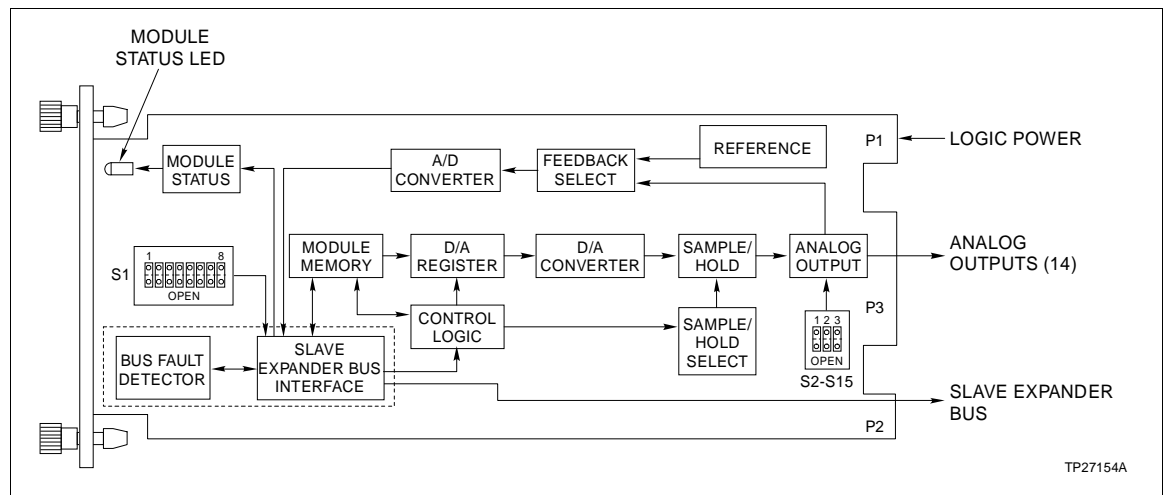 MODULE
STATUS LED
MODULE
STATUS
A/D
CONVERTER
FEEDBACK
SELECT
REFERENCE
P1
LOGIC POWER
S1
1 8
OPEN
MODULE
MEMORY
D/A
REGISTER
D/A
CONVERTER
SAMPLE/
HOLD
ANALOG
OUTPUT
ANALOG
OUTPUTS (14)
BUS FAULT
DETECTOR
SLAVE
EXPANDER BUS
INTERFACE
CONTROL
LOGIC
SAMPLE/
HOLD
SELECT
1 2 3
OPEN
S2-S15
P3
SLAVE EXPANDER
BUS
P2
TP27154A